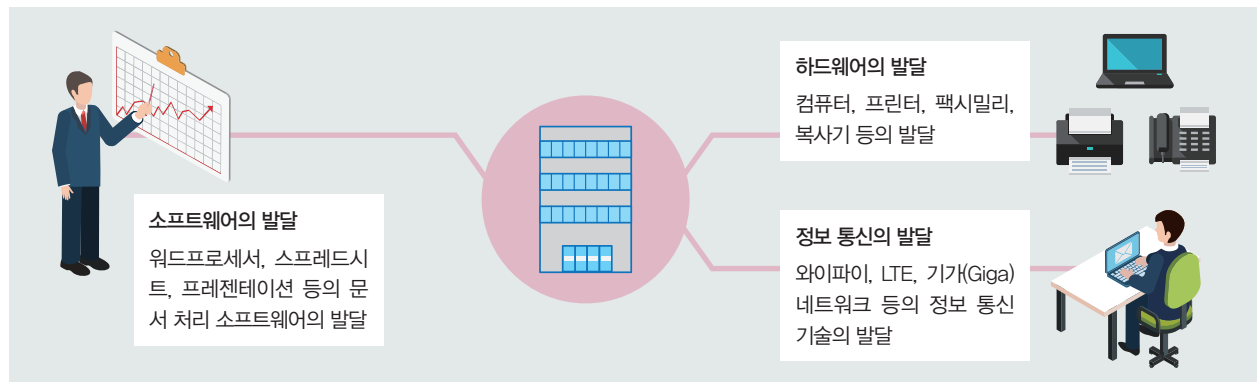 소프트웨어의 발달
워드프로세서, 스프레드시
트, 프레젠테이션 등의 문
서 처리 소프트웨어의 발달
하드웨어의 발달
컴퓨터, 프린터, 팩시밀리,
복사기 등의 발달
정보 통신의 발달
와이파이, LTE, 기가(Giga)
네트워크 등의 정보 통신
기술의 발달